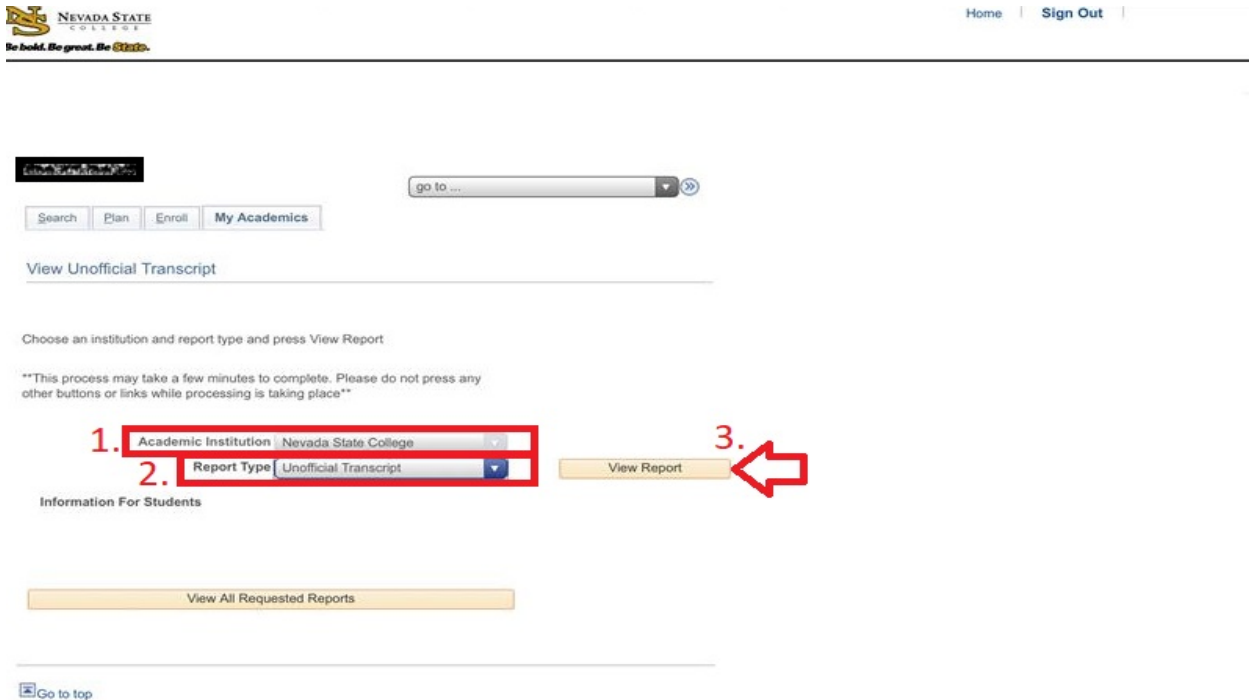 NEVADA STATE
COLLEGE
Be bold. Be great. Be State.
Home | Sign Out |
go to ...
Search Plan Enroll My Academics
View Unofficial Transcript
Choose an institution and report type and press View Report
**This process may take a few minutes to complete. Please do not press any
other buttons or links while processing is taking place**
1. Academic Institution Nevada State College
2. Report Type Unofficial Transcript
3.
View Report
Information For Students
View All Requested Reports
Go to top